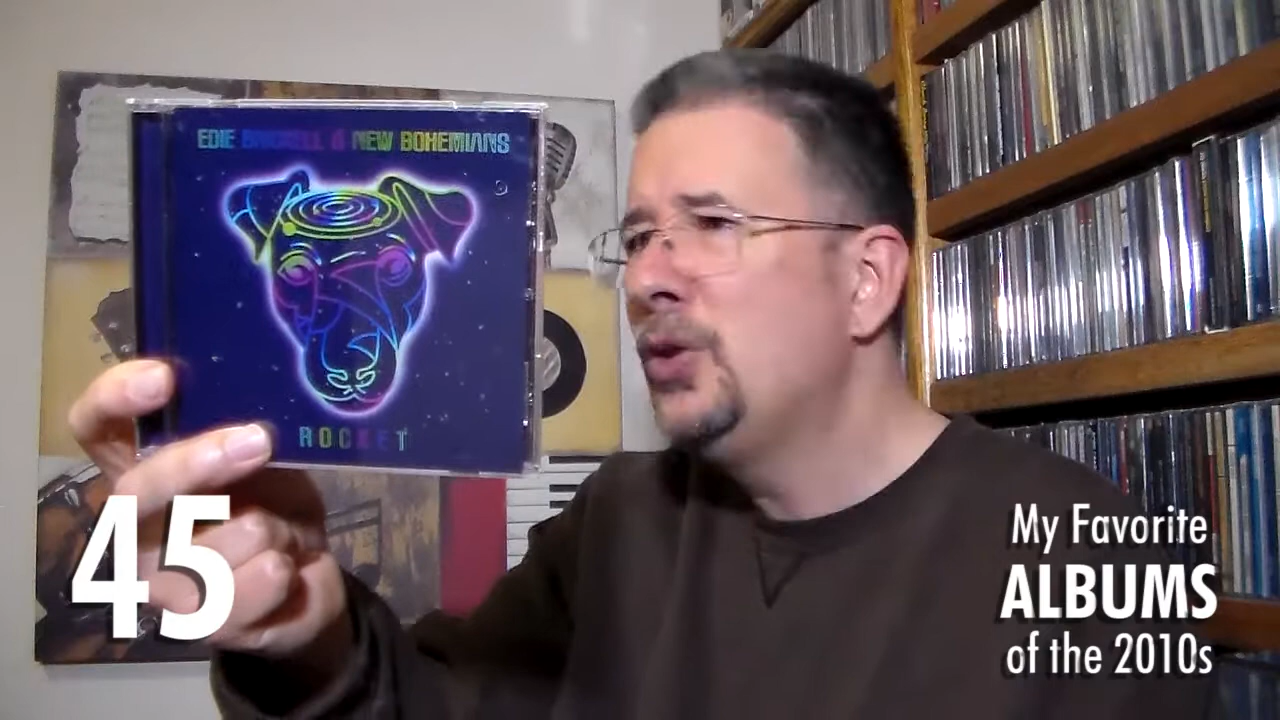 EDIE BRICKELL & NEW BOHEMIANS
ROCKET
45
My Favorite
ALBUMS
of the 2010s